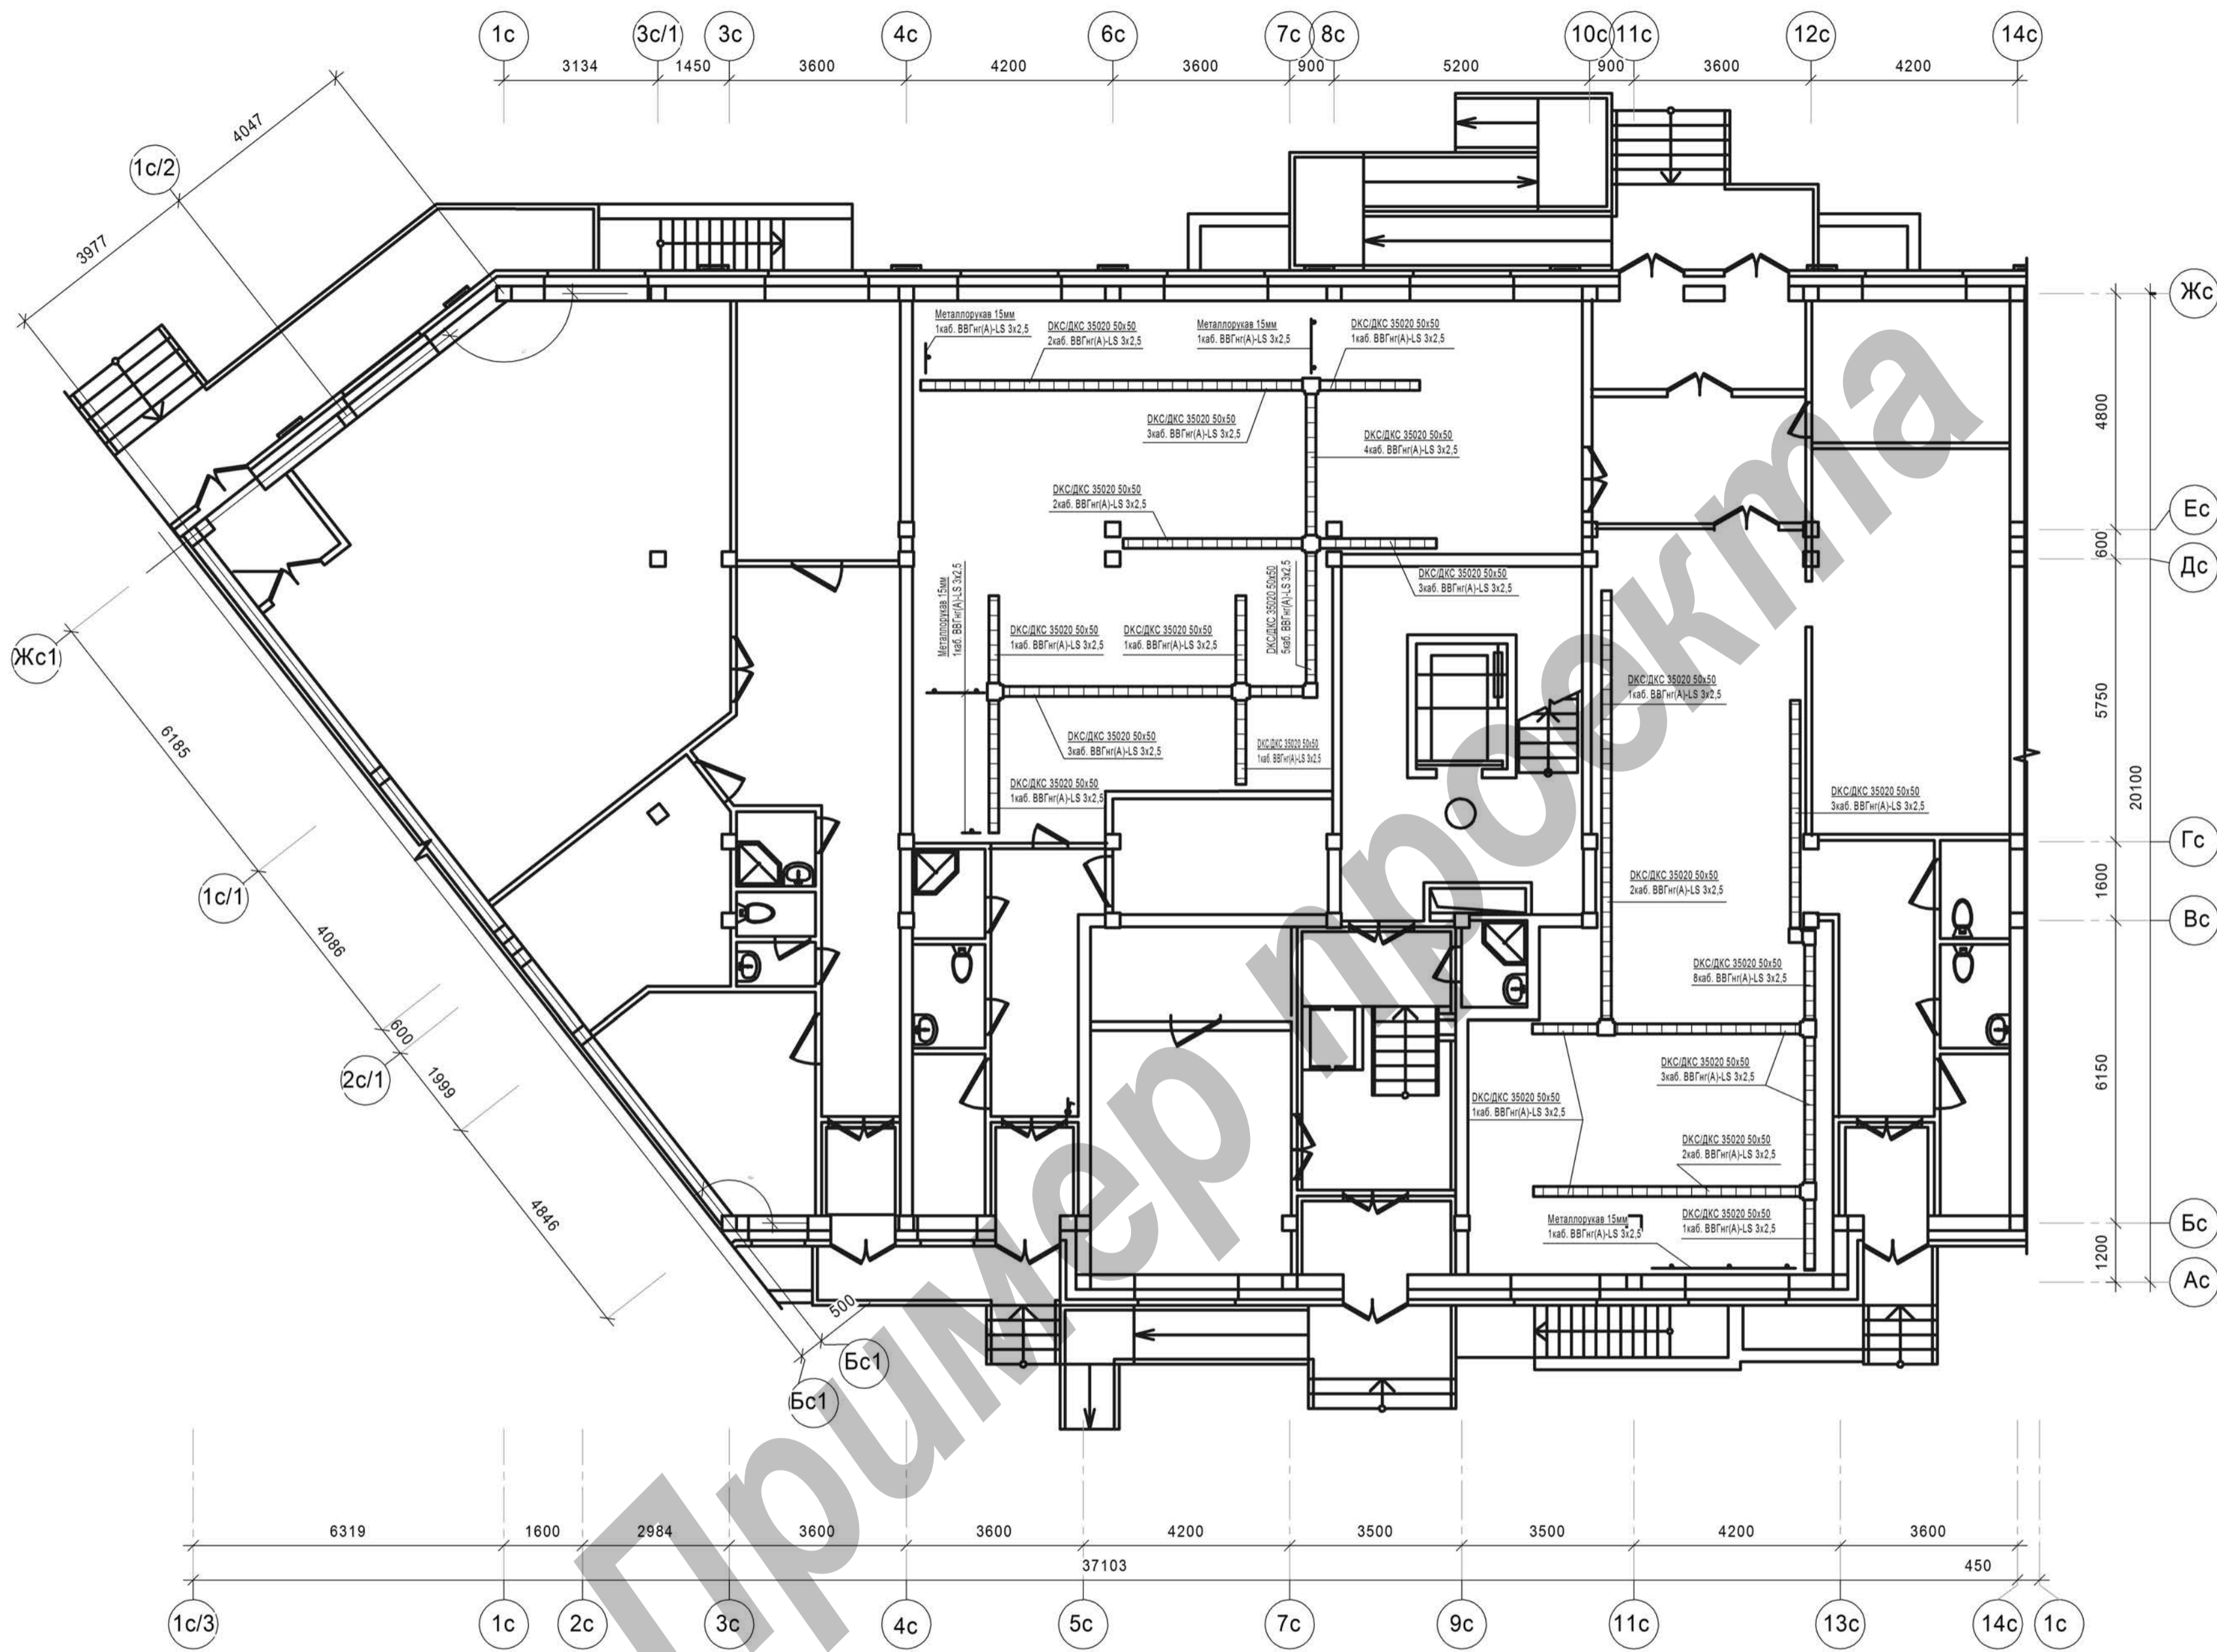 1с
3с/1
3с
4с
6с
7с
8с
10с
11с
12с
14с
3134
1450
3600
4200
3600
900
5200
900
3600
4200
4047
1с/2
3977
Жс
Металлорукав 15мм
1каб. ВВГнг(А)-LS 3х2,5
DKC/ДКС 35020 50х50
2каб. ВВГнг(А)-LS 3х2,5
Металлорукав 15мм
1каб. ВВГнг(А)-LS 3х2,5
DKC/ДКС 35020 50х50
1каб. ВВГнг(А)-LS 3х2,5
DKC/ДКС 35020 50х50
3каб. ВВГнг(А)-LS 3х2,5
DKC/ДКС 35020 50х50
4каб. ВВГнг(А)-LS 3х2,5
4800
DKC/ДКС 35020 50х50
2каб. ВВГнг(А)-LS 3х2,5
Ес
600
Дс
DKC/ДКС 35020 50х50
3каб. ВВГнг(А)-LS 3х2,5
Металлорукав 15мм
1каб. ВВГнг(А)-LS 3х2,5
DKC/ДКС 35020 50х50
5каб. ВВГнг(А)-LS 3х2,5
DKC/ДКС 35020 50х50
1каб. ВВГнг(А)-LS 3х2,5
DKC/ДКС 35020 50х50
1каб. ВВГнг(А)-LS 3х2,5
Жс1
DKC/ДКС 35020 50х50
1каб. ВВГнг(А)-LS 3х2,5
5750
6185
DKC/ДКС 35020 50х50
3каб. ВВГнг(А)-LS 3х2,5
DKC/ДКС 35020 50х50
1каб. ВВГнг(А)-LS 3х2,5
DKC/ДКС 35020 50х50
1каб. ВВГнг(А)-LS 3х2,5
DKC/ДКС 35020 50х50
3каб. ВВГнг(А)-LS 3х2,5
20100
Гс
1с/1
DKC/ДКС 35020 50х50
2каб. ВВГнг(А)-LS 3х2,5
1600
Вс
4086
DKC/ДКС 35020 50х50
8каб. ВВГнг(А)-LS 3х2,5
600
2с/1
1999
DKC/ДКС 35020 50х50
3каб. ВВГнг(А)-LS 3х2,5
DKC/ДКС 35020 50х50
1каб. ВВГнг(А)-LS 3х2,5
6150
DKC/ДКС 35020 50х50
2каб. ВВГнг(А)-LS 3х2,5
4846
Металлорукав 15мм
1каб. ВВГнг(А)-LS 3х2,5
DKC/ДКС 35020 50х50
1каб. ВВГнг(А)-LS 3х2,5
Бс
1200
Ас
500
Бс1
Бс1
Пример проекта
6319
1600
2984
3600
3600
4200
3500
3500
4200
3600
37103
450
1с/3
1с
2с
3с
4с
5с
7с
9с
11с
13с
14с
1с